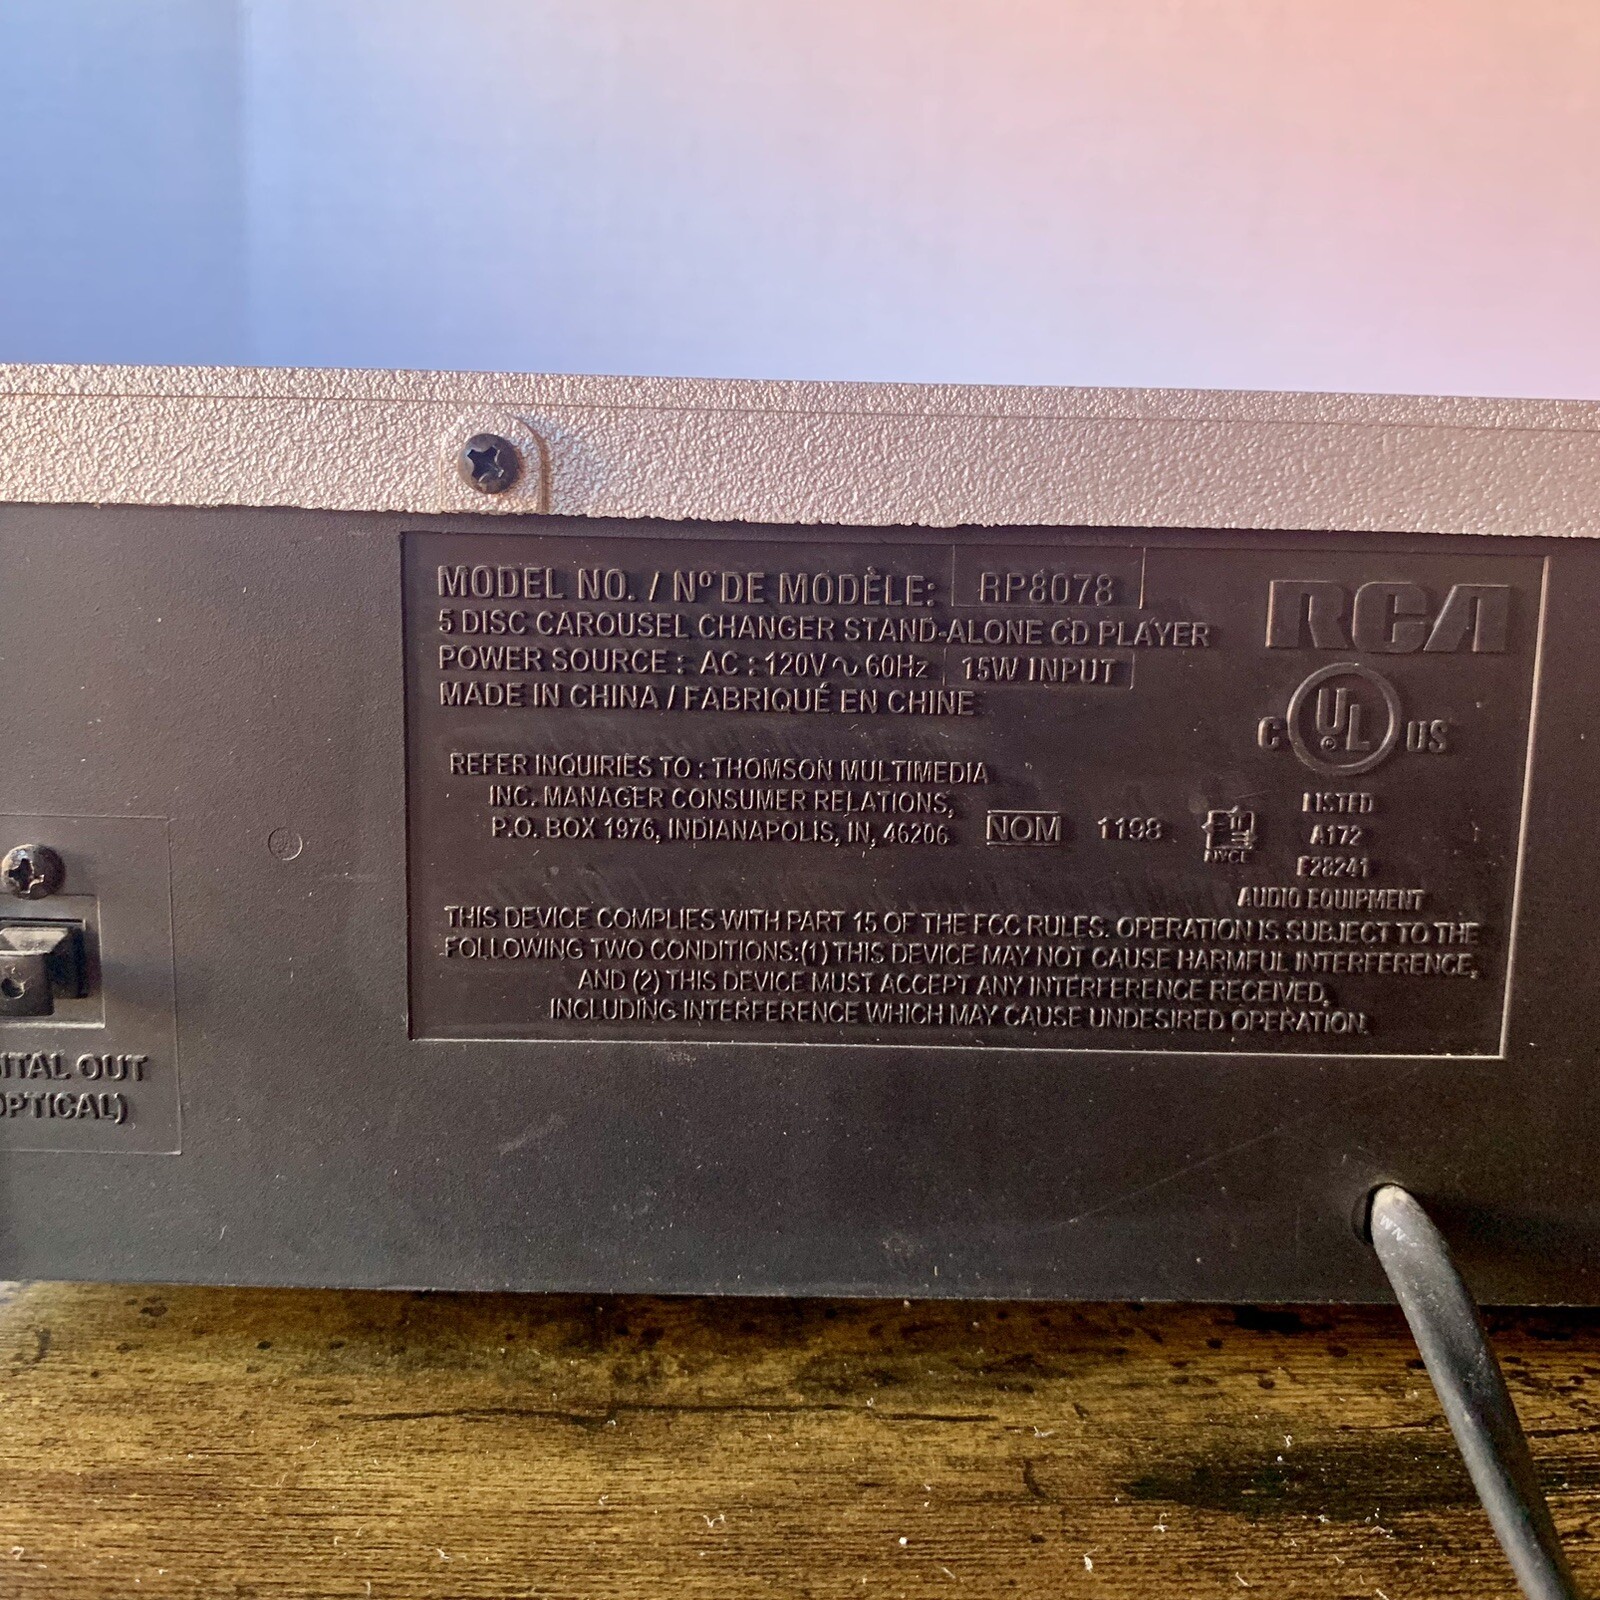 MODEL NO. / Nº DE MODÈLE: RP8078
5 DISC CAROUSEL CHANGER STAND-ALONE CD PLAYER
POWER SOURCE : AC : 120V ~ 60Hz 15W INPUT
MADE IN CHINA / FABRIQUÉ EN CHINE
RCA
C UL US
LISTED
A172
E28241
AUDIO EQUIPMENT
REFER INQUIRIES TO : THOMSON MULTIMEDIA
INC. MANAGER CONSUMER RELATIONS,
P.O. BOX 1976, INDIANAPOLIS, IN, 46206
NOM 1198 NYCE
THIS DEVICE COMPLIES WITH PART 15 OF THE FCC RULES. OPERATION IS SUBJECT TO THE
FOLLOWING TWO CONDITIONS:(1) THIS DEVICE MAY NOT CAUSE HARMFUL INTERFERENCE,
AND (2) THIS DEVICE MUST ACCEPT ANY INTERFERENCE RECEIVED,
INCLUDING INTERFERENCE WHICH MAY CAUSE UNDESIRED OPERATION.
ITAL OUT
OPTICAL)